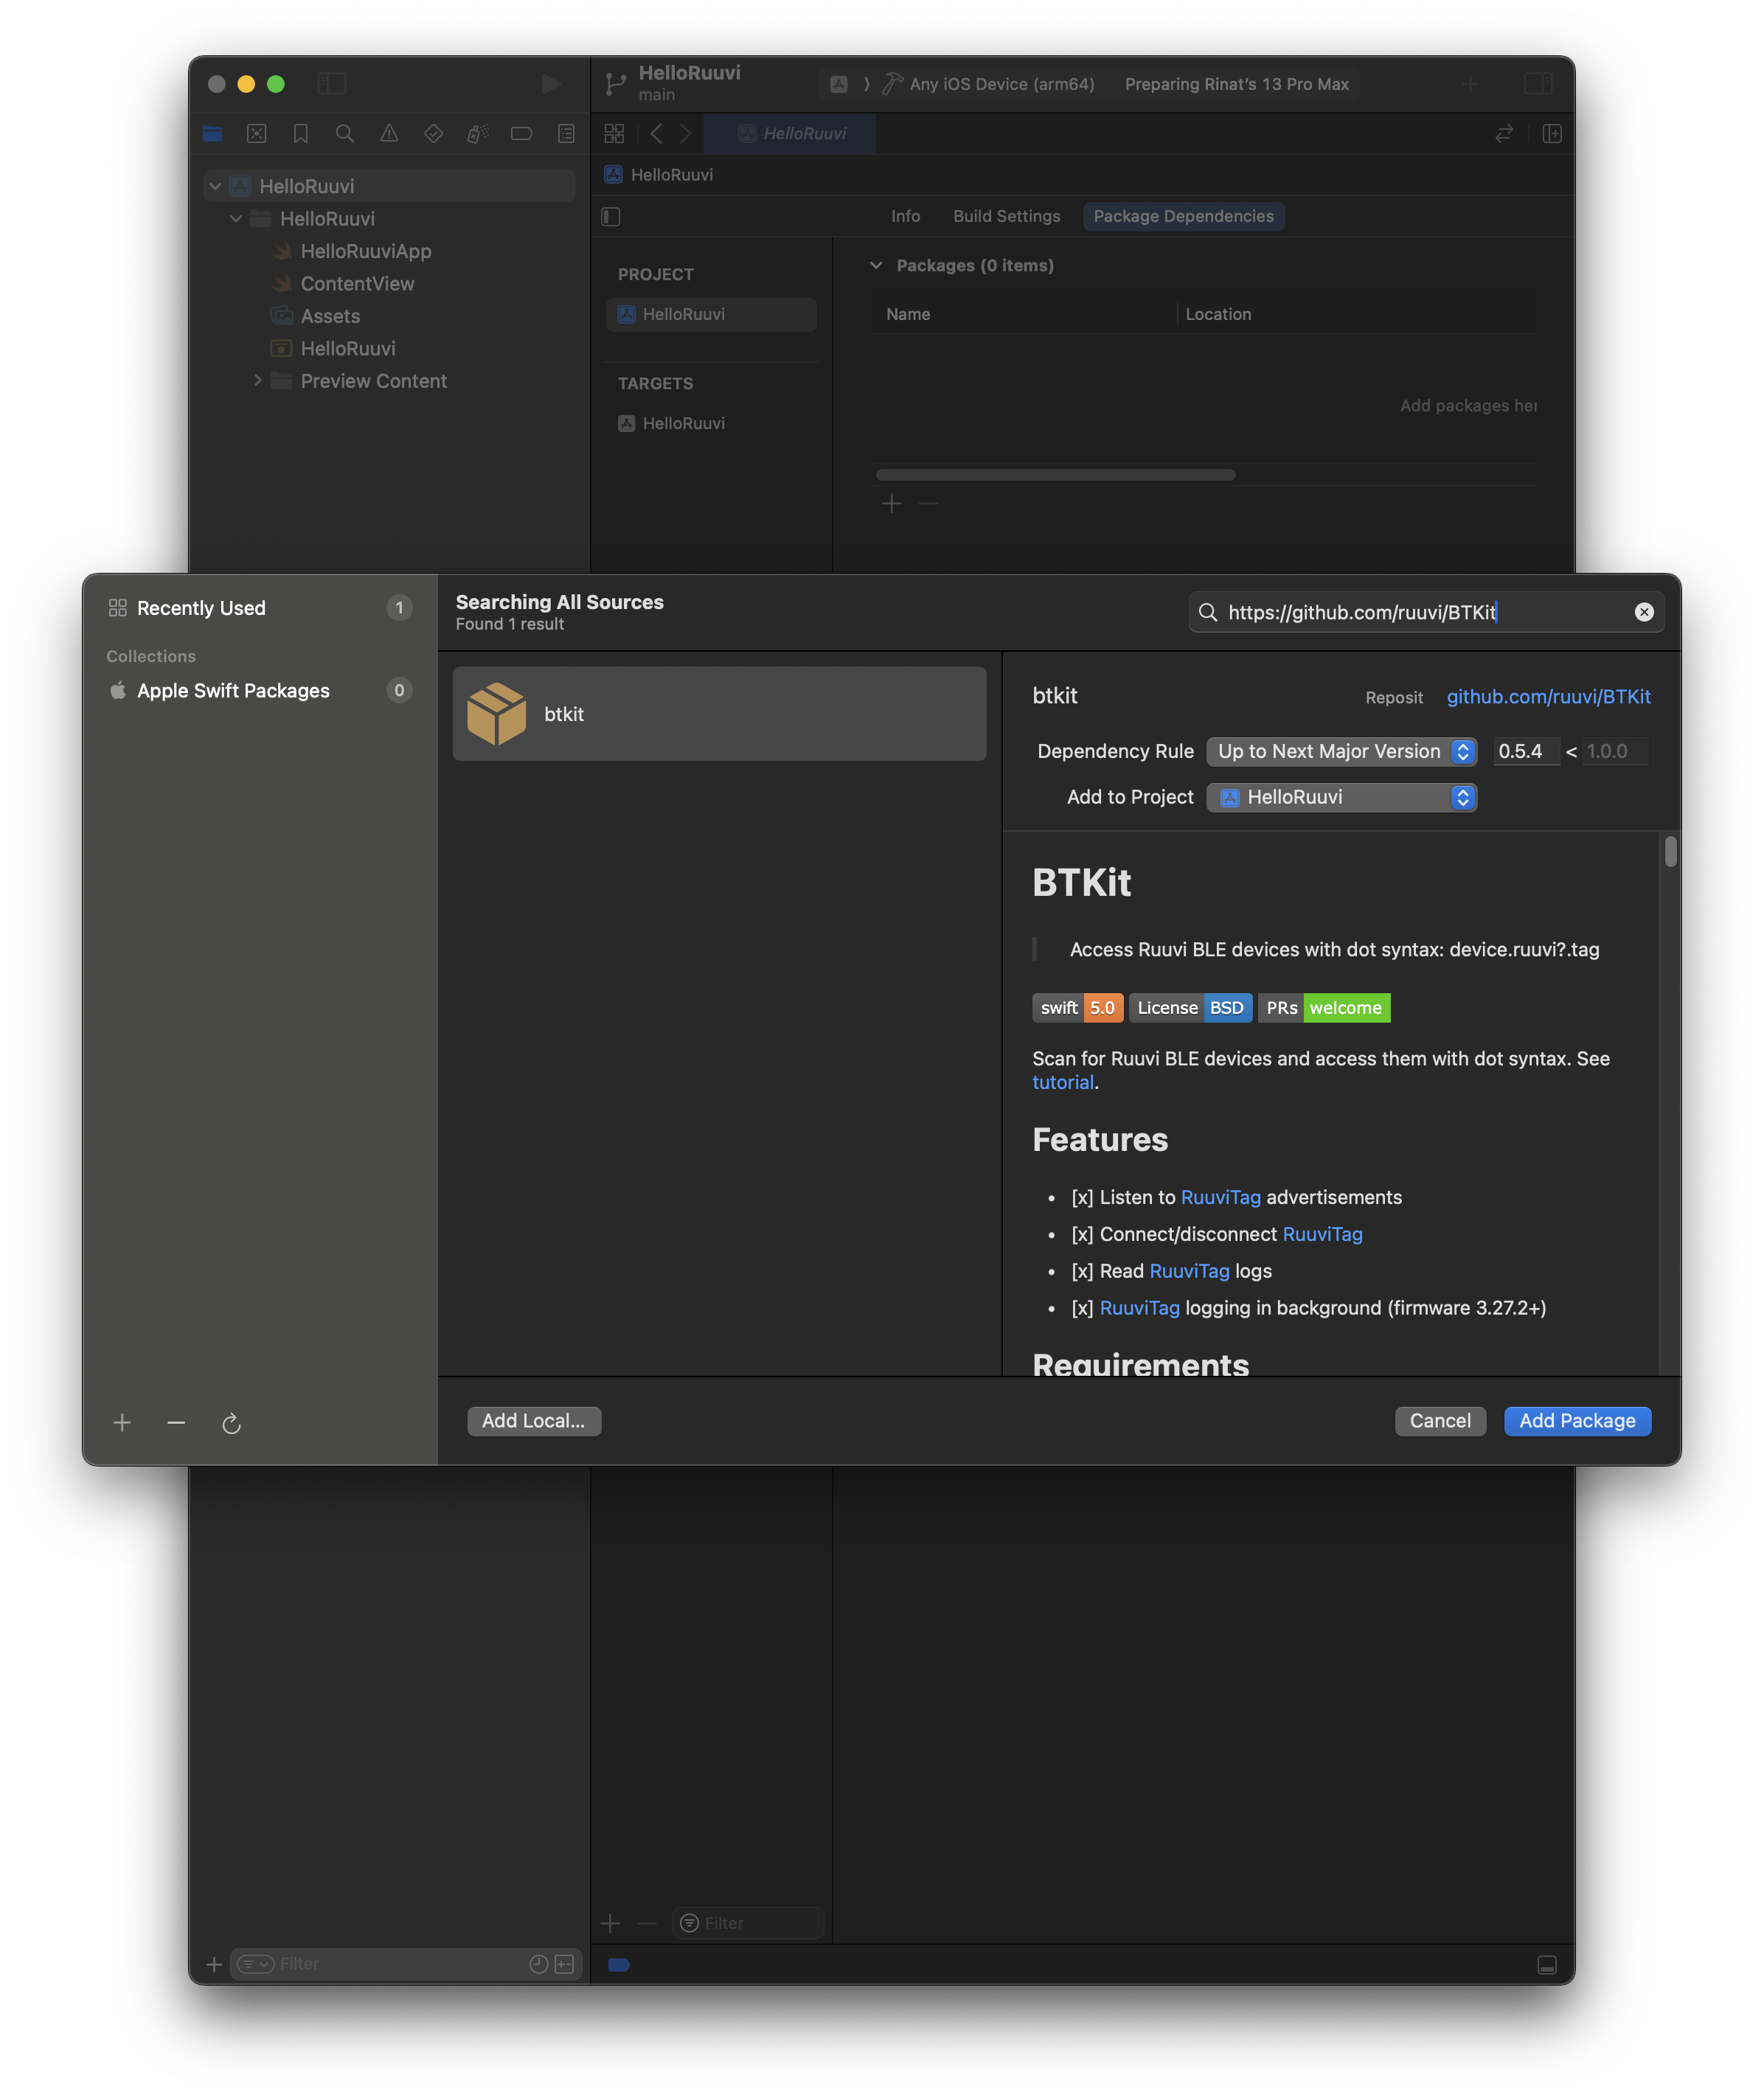 HelloRuuvi
main
Any iOS Device (arm64)
Preparing Rinat’s 13 Pro Max
HelloRuuvi
HelloRuuvi
HelloRuuvi
HelloRuuvi
HelloRuuviApp
ContentView
Assets
HelloRuuvi
Preview Content
Info
Build Settings
Package Dependencies
PROJECT
HelloRuuvi
TARGETS
HelloRuuvi
Packages (0 items)
Name
Location
Add packages her
Recently Used
1
Collections
Apple Swift Packages
0
Searching All Sources
Found 1 result
https://github.com/ruuvi/BTKit
btkit
btkit
Reposit
github.com/ruuvi/BTKit
Dependency Rule
Up to Next Major Version
0.5.4 < 1.0.0
Add to Project
HelloRuuvi
BTKit
Access Ruuvi BLE devices with dot syntax: device.ruuvi?.tag
swift 5.0
License BSD
PRs welcome
Scan for Ruuvi BLE devices and access them with dot syntax. See
tutorial.
Features
• [x] Listen to RuuviTag advertisements
• [x] Connect/disconnect RuuviTag
• [x] Read RuuviTag logs
• [x] RuuviTag logging in background (firmware 3.27.2+)
Requirements
Add Local...
Cancel
Add Package
Filter
Filter